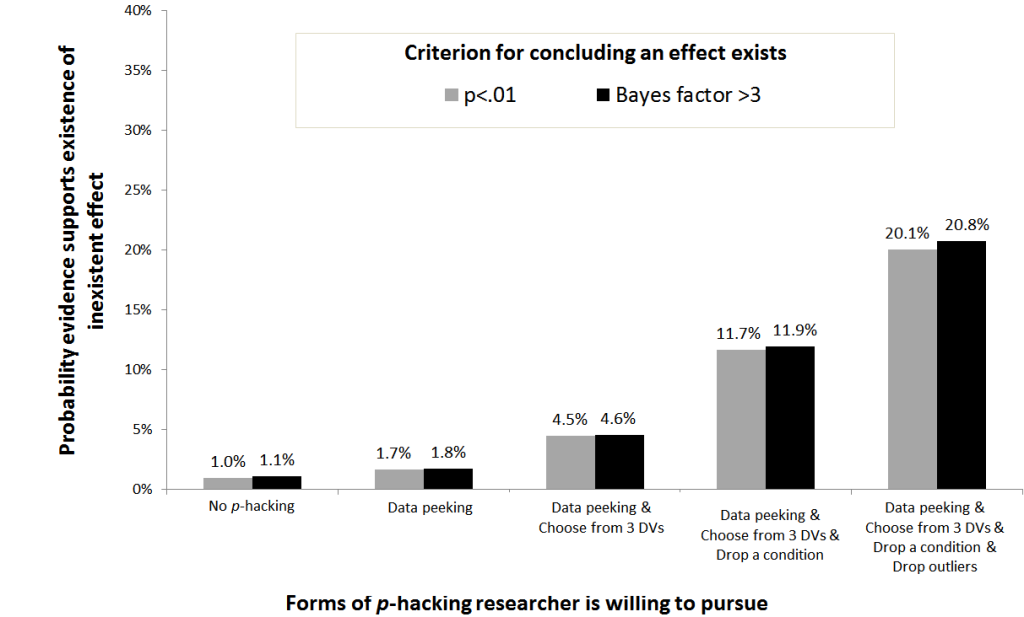 40%
35%
30%
25%
20%
15%
10%
5%
0%
Probability evidence supports existence of
inexistent effect
Criterion for concluding an effect exists
p<.01
Bayes factor >3
1.0% 1.1%
1.7% 1.8%
4.5% 4.6%
11.7% 11.9%
20.1% 20.8%
No p-hacking
Data peeking
Data peeking &
Choose from 3 DVs
Data peeking &
Choose from 3 DVs &
Drop a condition
Data peeking &
Choose from 3 DVs &
Drop a condition &
Drop outliers
Forms of p-hacking researcher is willing to pursue